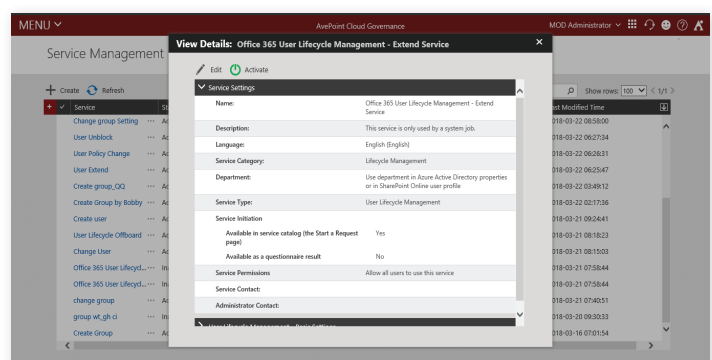 MENU
AvePoint Cloud Governance
MOD Administrator
Service Management
View Details: Office 365 User Lifecycle Management - Extend Service
Edit
Activate
Create
Refresh
Show rows: 100
1/1
Service
St
ast Modified Time
Change group Setting ··· Ac
018-03-22 08:58:00
User Unblock ··· Ac
018-03-22 06:27:34
User Policy Change ··· Ac
018-03-22 06:26:31
User Extend ··· Ac
018-03-22 06:25:47
Create group_QQ ··· Ac
018-03-22 03:49:12
Create Group by Bobby ··· Ac
018-03-22 02:17:36
Create user ··· Ac
018-03-21 09:24:41
User Lifecycle Offboard ··· Ac
018-03-21 08:18:23
Change User ··· Ac
018-03-21 08:15:03
Office 365 User Lifecycl... ··· In
018-03-21 07:58:44
Office 365 User Lifecycl... ··· In
018-03-21 07:58:44
change group ··· Ac
018-03-21 07:40:51
group wt_gh ci ··· In
018-03-20 09:30:33
Create Group ··· Ac
018-03-16 07:01:54
Service Settings
Name: Office 365 User Lifecycle Management - Extend
Service
Description: This service is only used by a system job.
Language: English (English)
Service Category: Lifecycle Management
Department: Use department in Azure Active Directory properties
or in SharePoint Online user profile
Service Type: User Lifecycle Management
Service Initiation
Available in service catalog (the Start a Request Yes
page)
Available as a questionnaire result No
Service Permissions Allow all users to use this service
Service Contact:
Administrator Contact:
User Lifecycle Management - Basic Settings